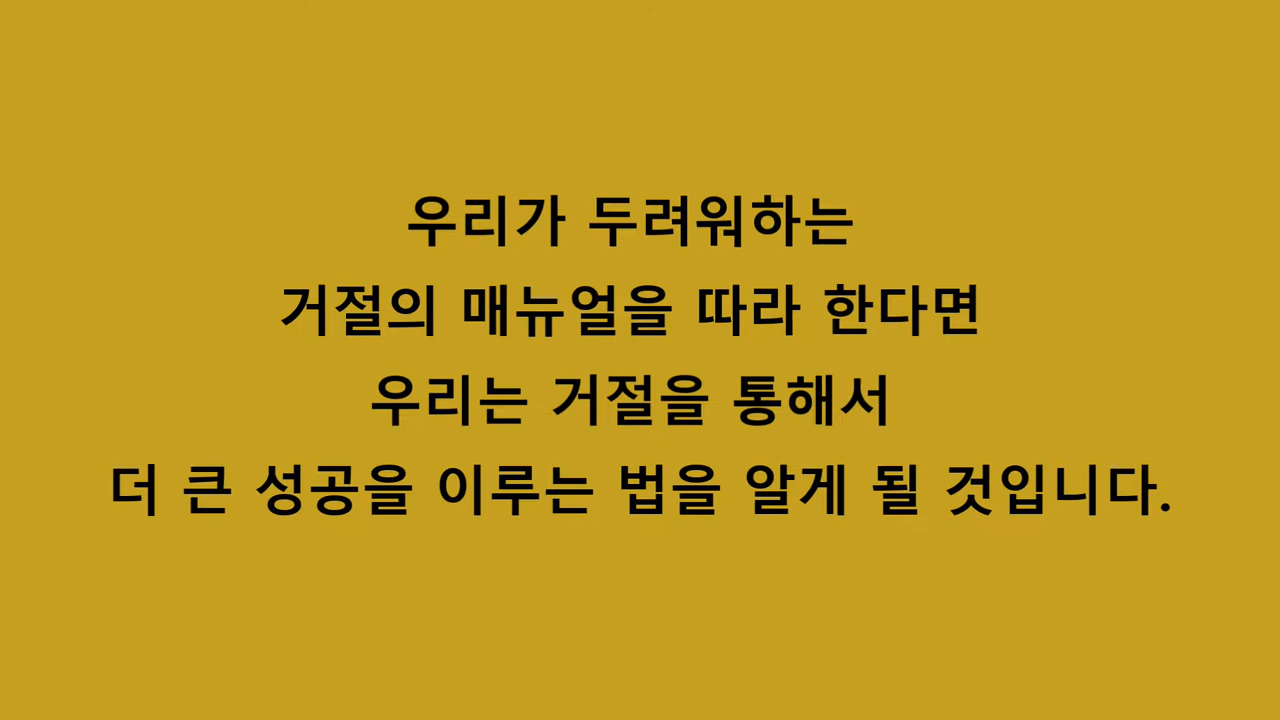 우리가 두려워하는
거절의 매뉴얼을 따라 한다면
우리는 거절을 통해서
더 큰 성공을 이루는 법을 알게 될 것입니다.